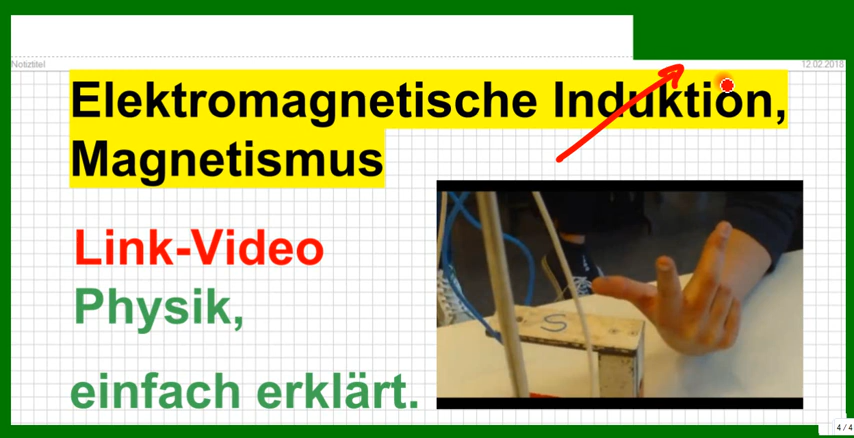 Notiztitel
12.02.2018
Elektromagnetische Induktion,
Magnetismus
Link-Video
Physik,
einfach erklärt.
S
4/4